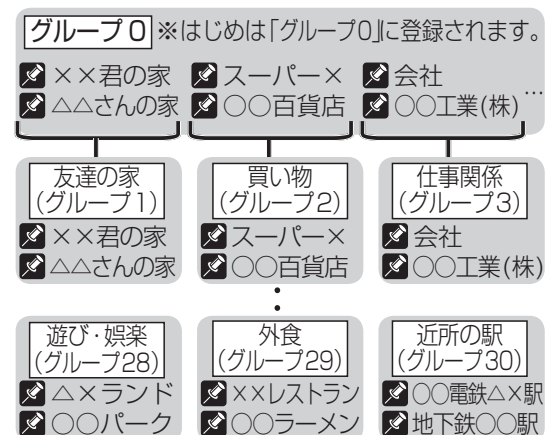 グループ0 ※はじめは「グループ0」に登録されます。
××君の家 スーパー× 会社
△△さんの家 ○○百貨店 ○○工業(株) …
友達の家 買い物 仕事関係
(グループ1) (グループ2) (グループ3)
××君の家 スーパー× 会社
△△さんの家 ○○百貨店 ○○工業(株)
遊び・娯楽 外食 近所の駅
(グループ28) (グループ29) (グループ30)
△×ランド ××レストラン ○○電鉄△×駅
○○パーク ○○ラーメン 地下鉄○○駅